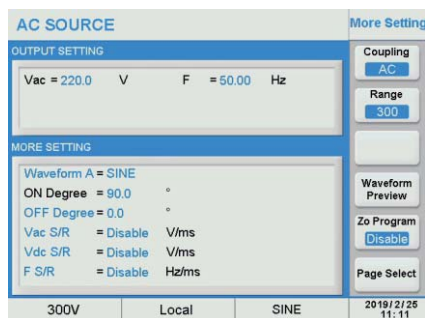 AC SOURCE
More Setting
OUTPUT SETTING
Vac = 220.0 V F = 50.00 Hz
MORE SETTING
Waveform A = SINE
ON Degree = 90.0 °
OFF Degree = 0.0 °
Vac S/R = Disable V/ms
Vdc S/R = Disable V/ms
F S/R = Disable Hz/ms
Coupling
AC
Range
300
Waveform
Preview
Zo Program
Disable
Page Select
300V Local SINE 2019/2/25
11:11